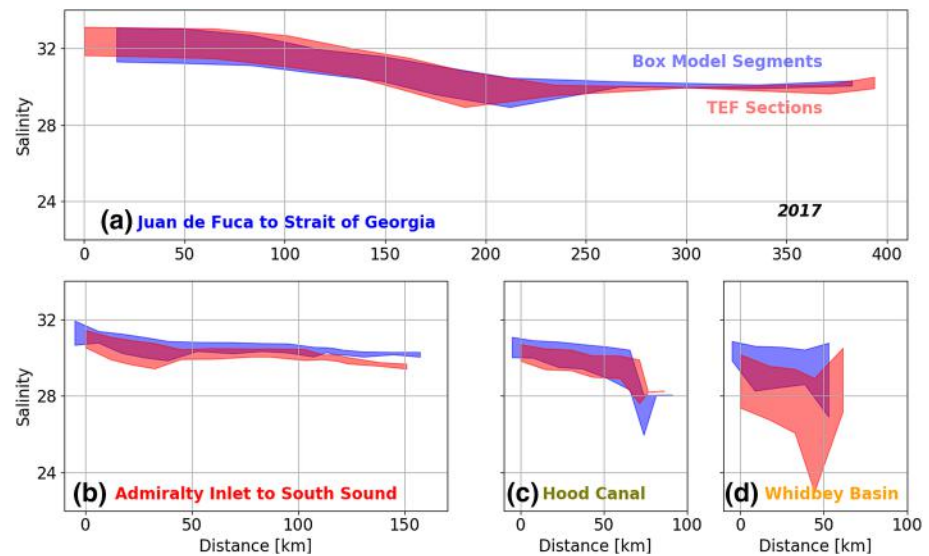 32
28
24
Salinity
Box Model Segments
TEF Sections
2017
(a) Juan de Fuca to Strait of Georgia
0 50 100 150 200 250 300 350 400
32
28
24
Salinity
(b) Admiralty Inlet to South Sound
(c) Hood Canal
(d) Whidbey Basin
0 50 100 150
0 50 100
0 50 100
Distance [km]
Distance [km]
Distance [km]